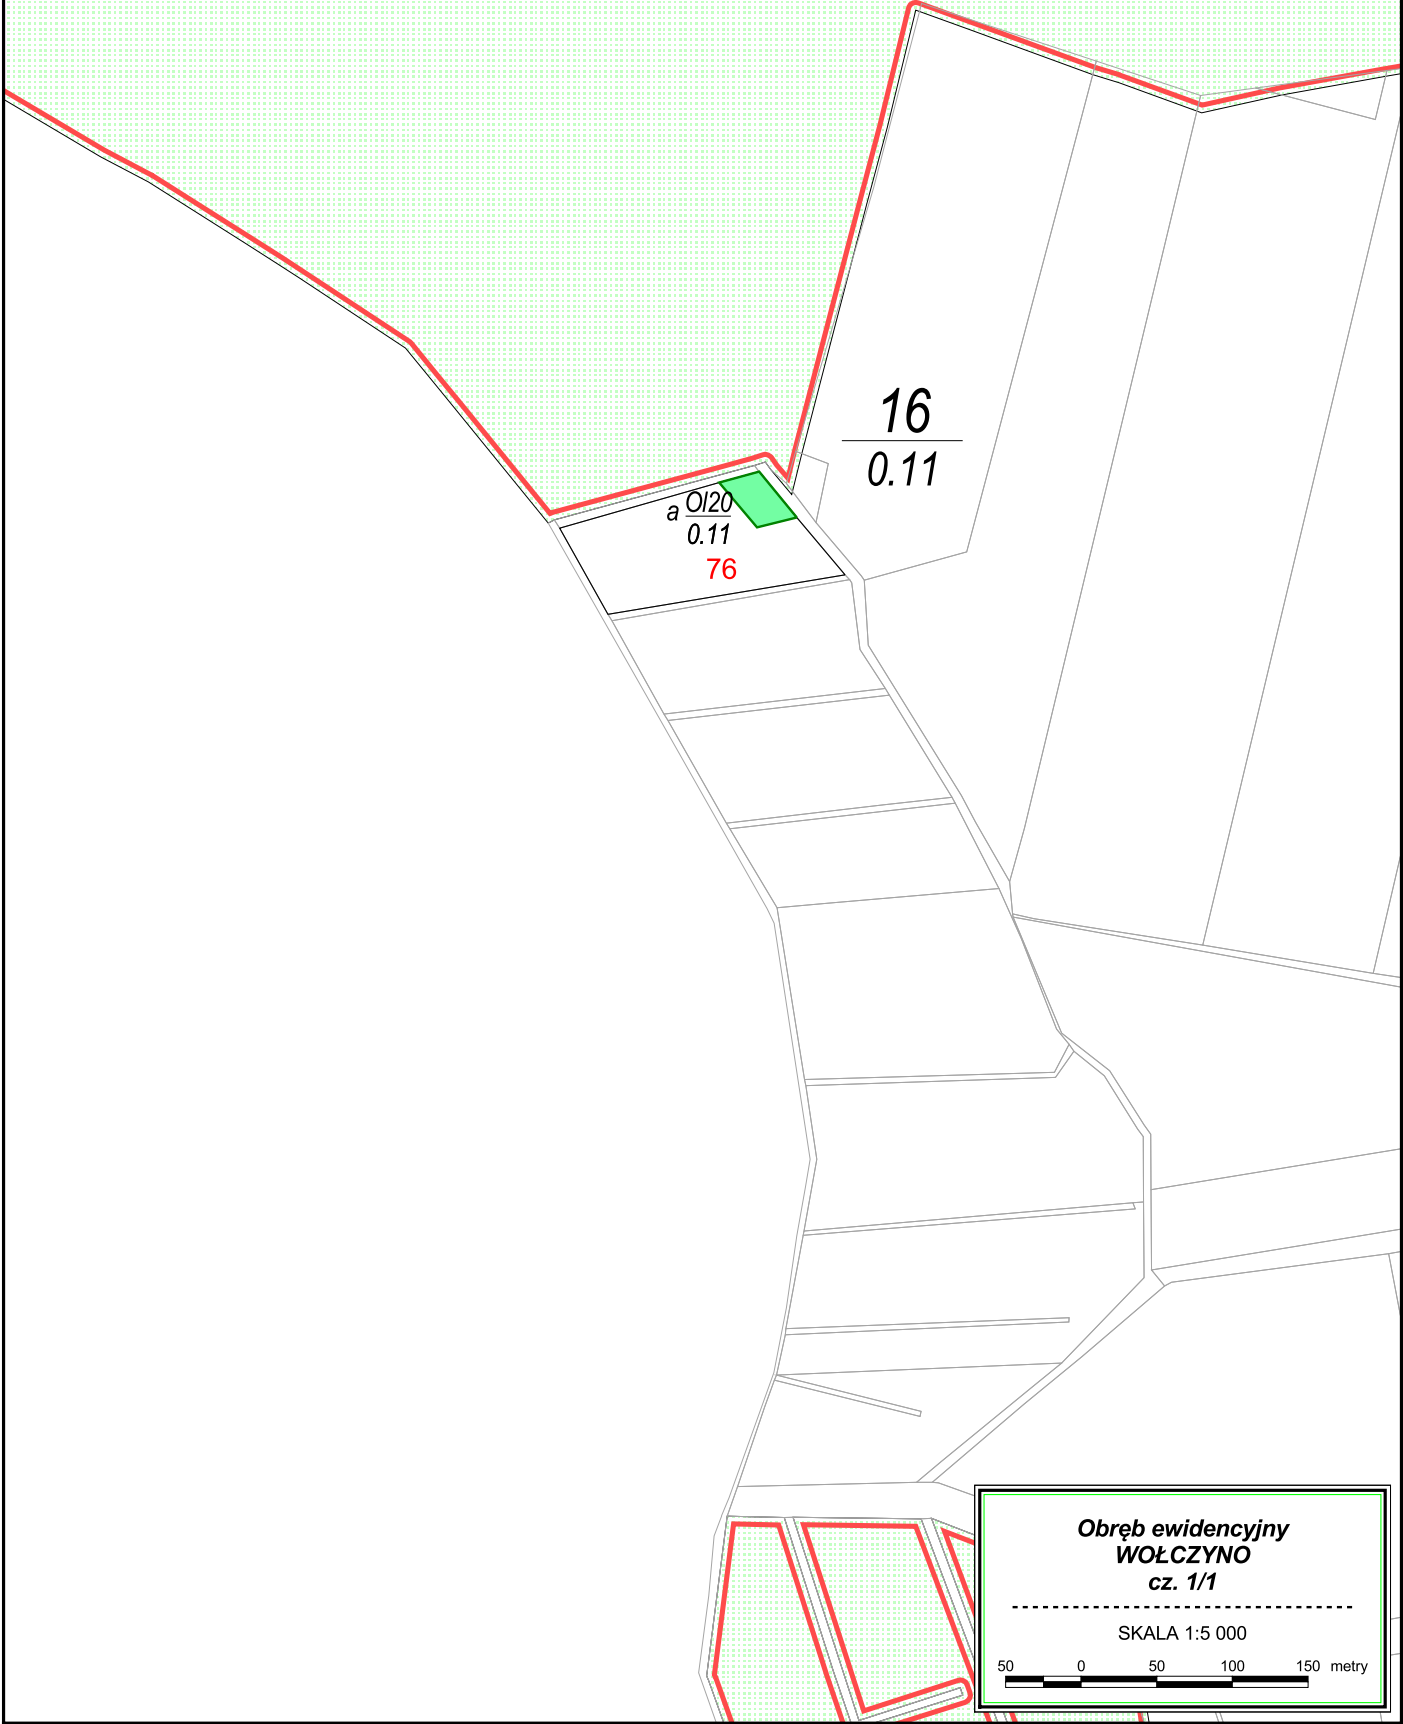 16
0.11
a Ol20
0.11
76
Obręb ewidencyjny
WOŁCZYNO
cz. 1/1
SKALA 1:5 000
50 0 50 100 150 metry